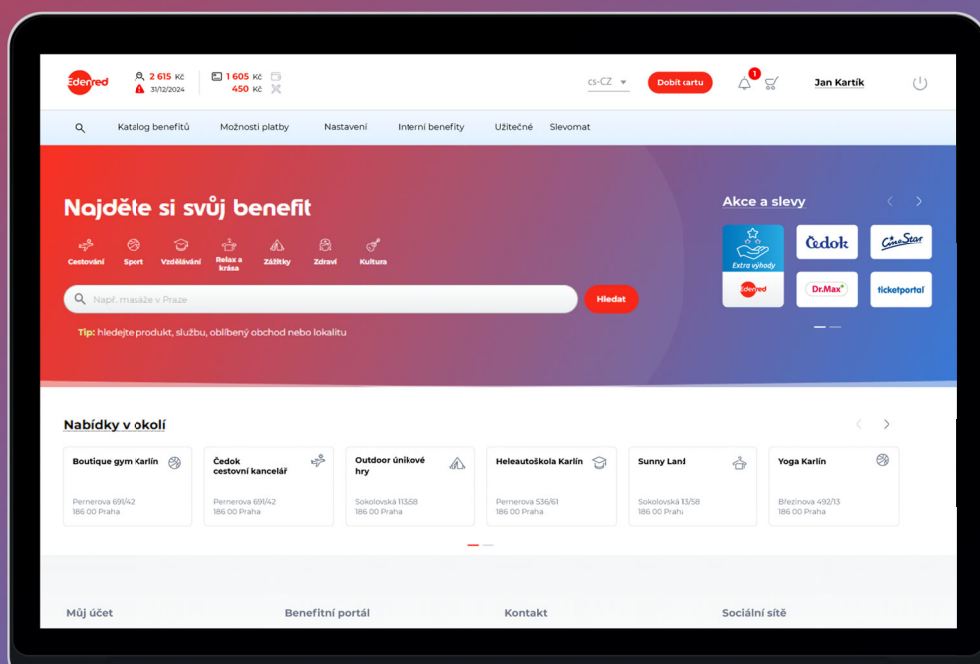 Edenred
2 615 Kč
31/12/2024
1 605 Kč
450 Kč
cs-CZ
Dobít kartu
1
Jan Kartík
Katalog benefitů
Možnosti platby
Nastavení
Interní benefity
Užitečné
Slevomat
Najděte si svůj benefit
Cestování
Sport
Vzdělávání
Relax a
krása
Zážitky
Zdraví
Kultura
Např. masáže v Praze
Hledat
Tip: hledejte produkt, službu, oblíbený obchod nebo lokalitu
Akce a slevy
Extra výhody
Edenred
Čedok
CineStar
Dr.Max+
ticketportal
Nabídky v okolí
Boutique gym Karlín
Pernerova 691/42
186 00 Praha
Čedok
cestovní kancelář
Pernerova 691/42
186 00 Praha
Outdoor únikové
hry
Sokolovská 113/58
186 00 Praha
Heleautoškola Karlín
Pernerova 536/61
186 00 Praha
Sunny Land
Sokolovská 13/58
186 00 Praha
Yoga Karlín
Březinova 492/13
186 00 Praha
Můj účet
Benefitní portál
Kontakt
Sociální sítě